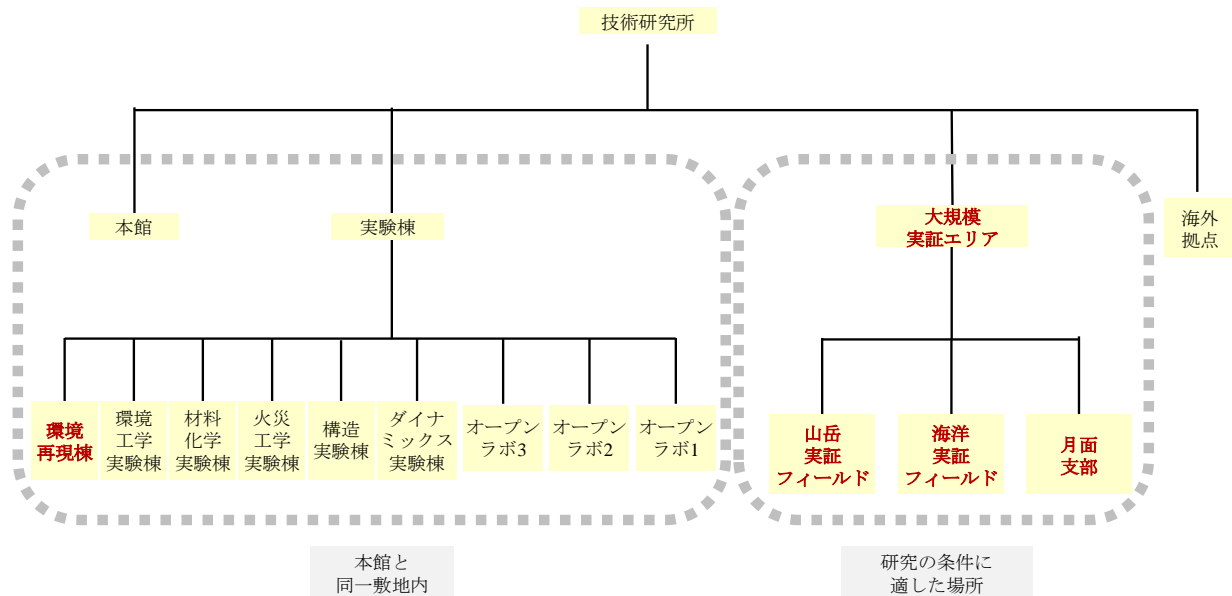 技術研究所
本館
実験棟
大規模
実証エリア
海外
拠点
環境
再現棟
環境
工学
実験棟
材料
化学
実験棟
火災
工学
実験棟
構造
実験棟
ダイナ
ミックス
実験棟
オープン
ラボ3
オープン
ラボ2
オープン
ラボ1
山岳
実証
フィールド
海洋
実証
フィールド
月面
支部
本館と
同一敷地内
研究の条件に
適した場所